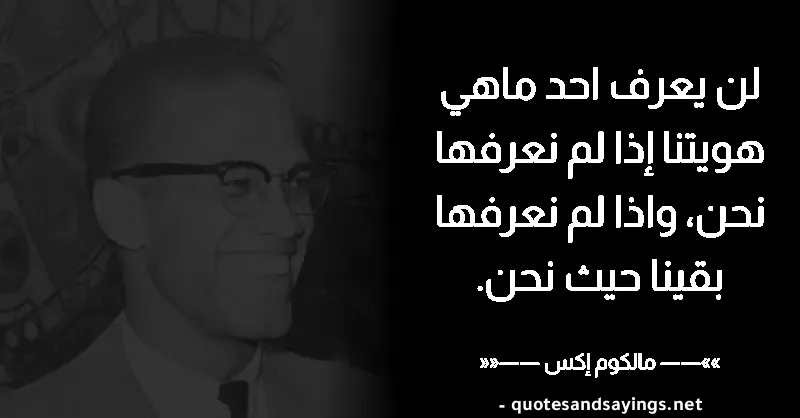 لن يعرف احد ماهي
هويتنا إذا لم نعرفها
نحن، واذا لم نعرفها
بقينا حيث نحن.
»—— مالكوم إكس ——««
- quotesandsayings.net